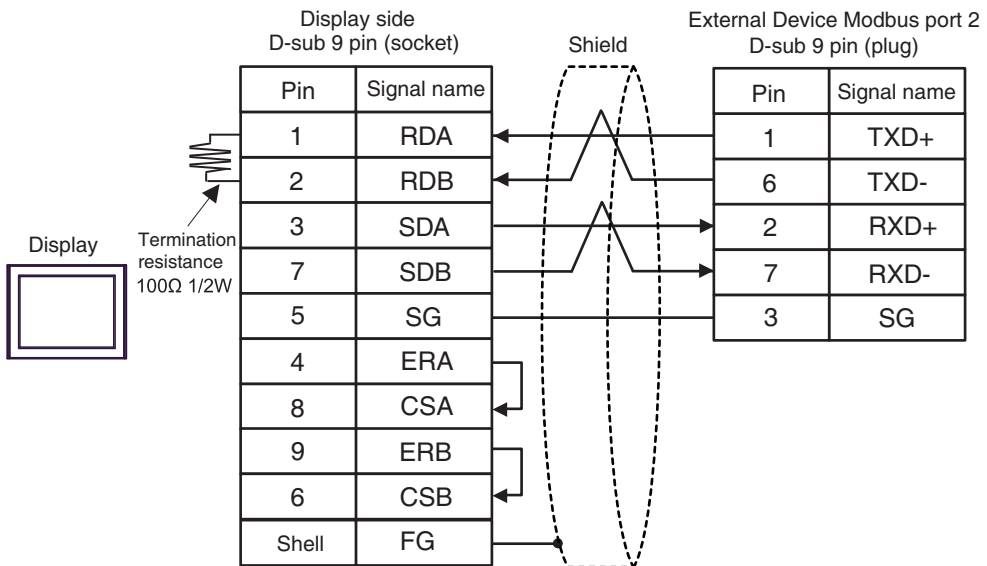 Display side
D-sub 9 pin (socket)
Shield
External Device Modbus port 2
D-sub 9 pin (plug)
Pin Signal name
1 RDA
2 RDB
3 SDA
7 SDB
5 SG
4 ERA
8 CSA
9 ERB
6 CSB
Shell FG
Pin Signal name
1 TXD+
6 TXD-
2 RXD+
7 RXD-
3 SG
Display
Termination
resistance
100Ω 1/2W